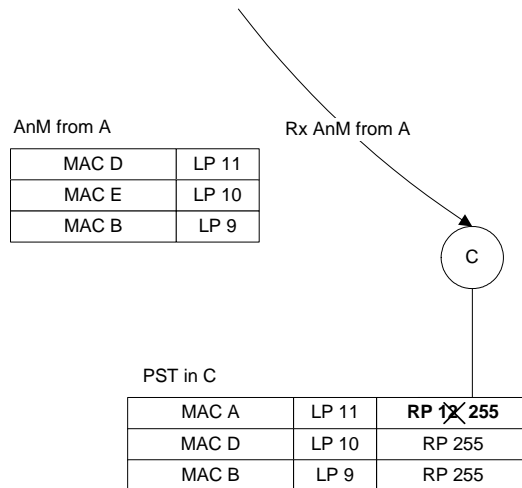 AnM from A
Rx AnM from A
MAC D LP 11
MAC E LP 10
MAC B LP 9
C
PST in C
MAC A LP 11 RP 12 255
MAC D LP 10 RP 255
MAC B LP 9 RP 255